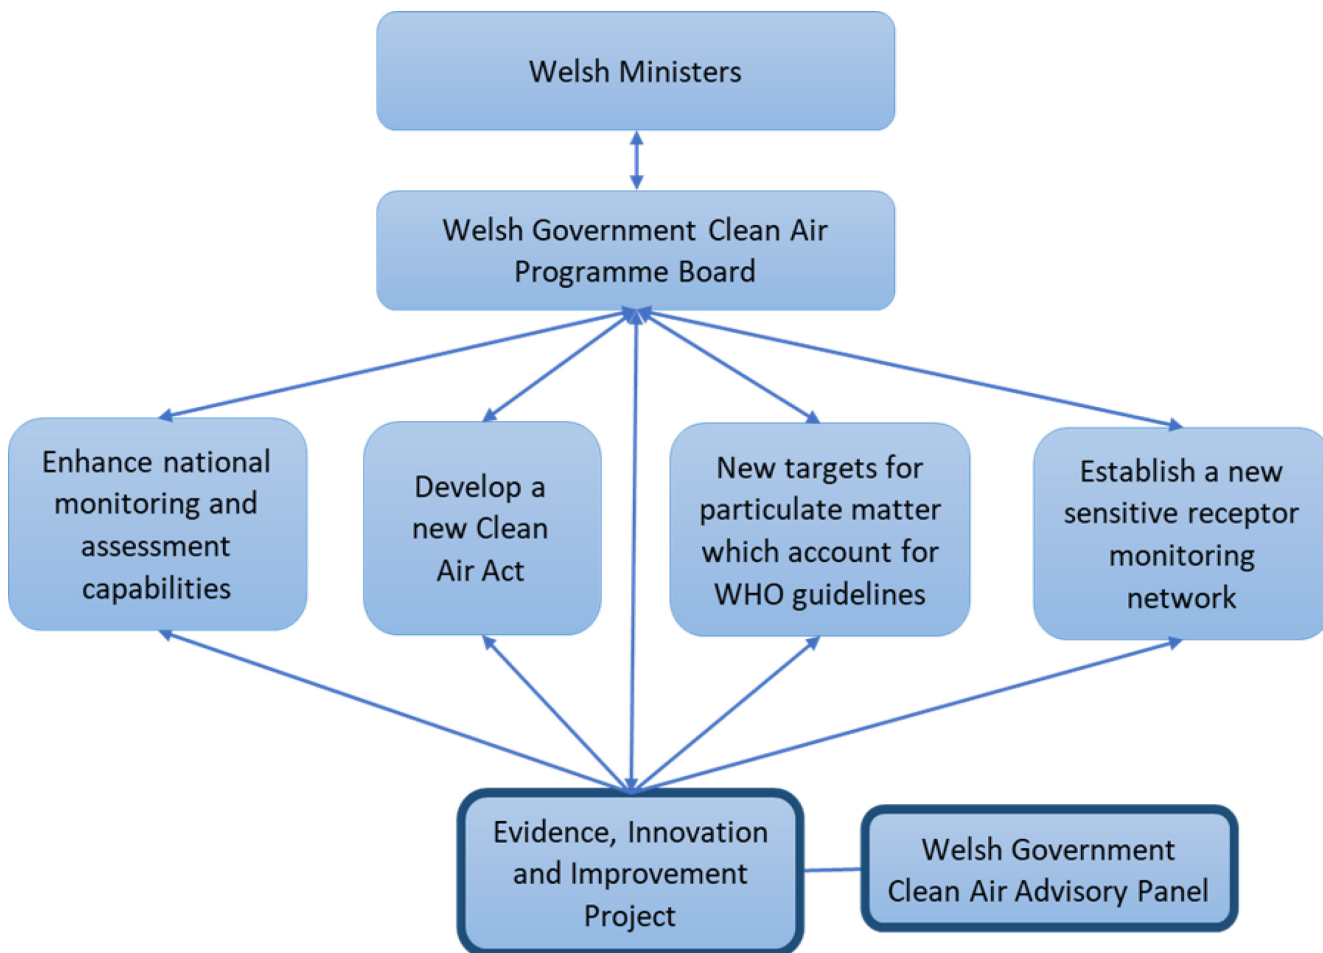 Welsh Ministers
Welsh Government Clean Air
Programme Board
Enhance national
monitoring and
assessment
capabilities
Develop a
new Clean
Air Act
New targets for
particulate matter
which account for
WHO guidelines
Establish a new
sensitive receptor
monitoring
network
Evidence, Innovation
and Improvement
Project
Welsh Government
Clean Air Advisory Panel